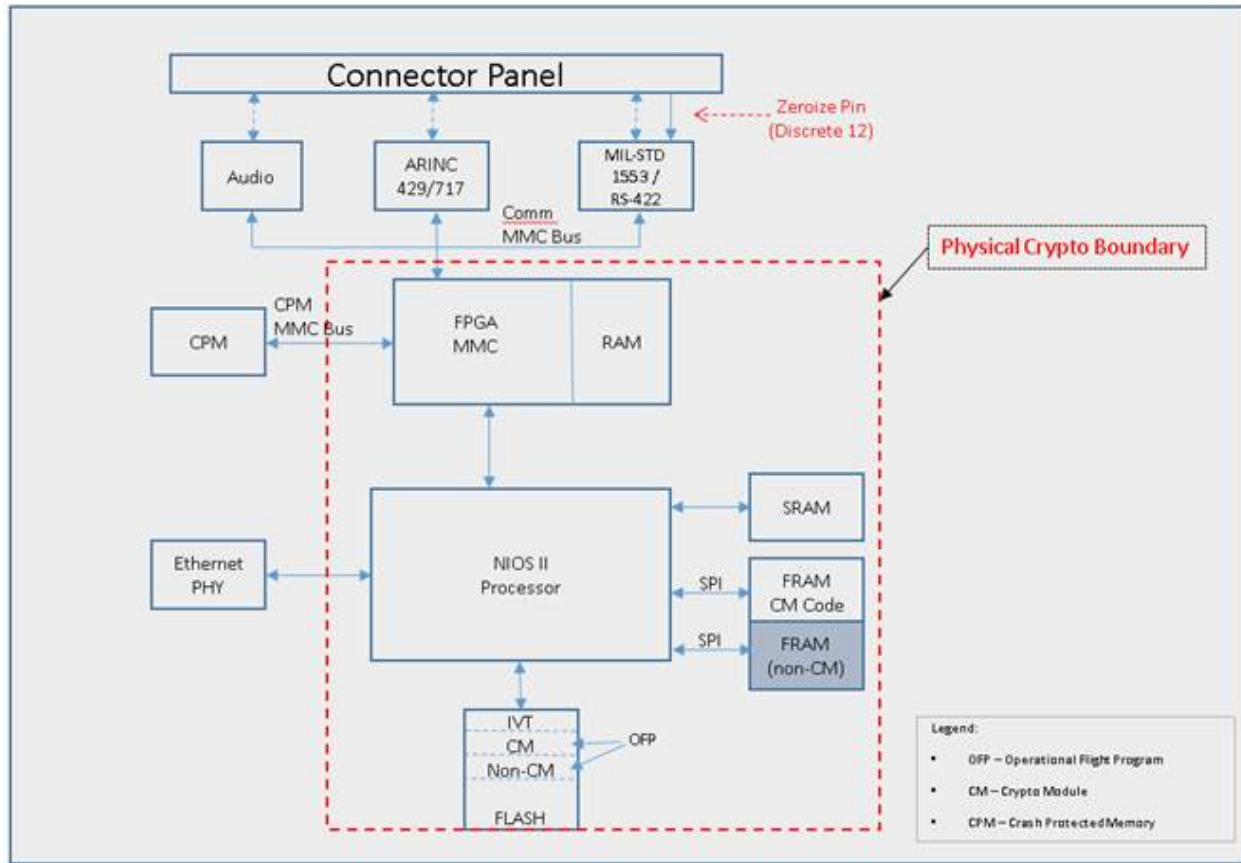 Connector Panel
Zeroize Pin
(Discrete 12)
Audio
ARINC
429/717
MIL-STD
1553 /
RS-422
Comm
MMC Bus
Physical Crypto Boundary
CPM
CPM
MMC Bus
FPGA
MMC
RAM
SRAM
Ethernet
PHY
NIOS II
Processor
SPI
FRAM
CM Code
SPI
FRAM
(non-CM)
IVT
CM
Non-CM
FLASH
OFP
Legend:
▪ OFP – Operational Flight Program
▪ CM – Crypto Module
▪ CPM – Crash Protected Memory